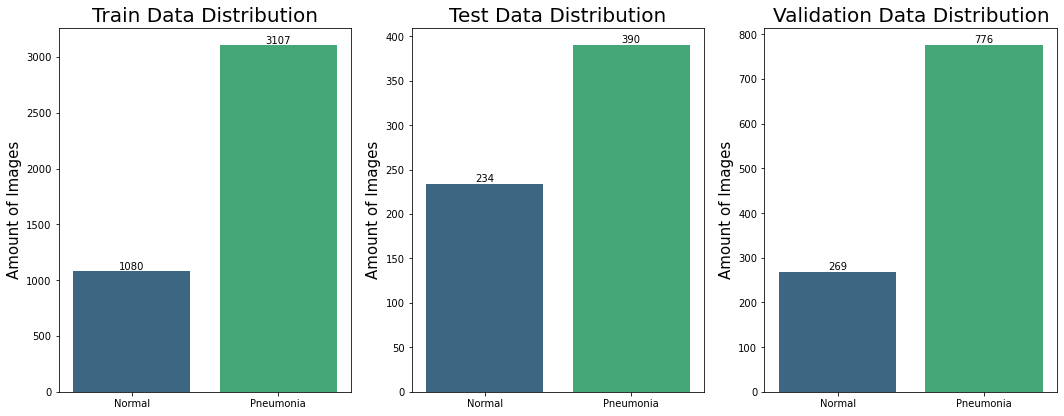 Train Data Distribution
Amount of Images
3000
2500
2000
1500
1000
500
0
1080
3107
Normal
Pneumonia
Test Data Distribution
Amount of Images
400
350
300
250
200
150
100
50
0
234
390
Normal
Pneumonia
Validation Data Distribution
Amount of Images
800
700
600
500
400
300
200
100
0
269
776
Normal
Pneumonia